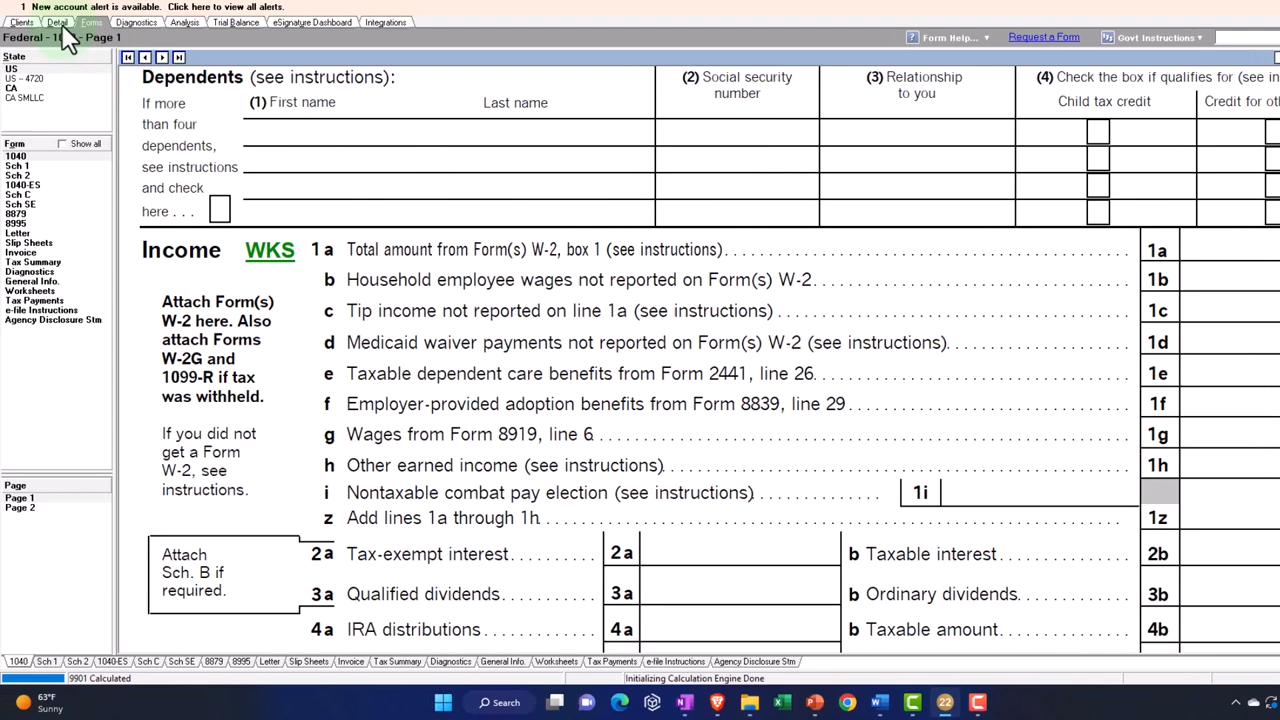 1 New account alert is available. Click here to view all alerts.
Clients Detail Forms Diagnostics Analysis Trial Balance eSignature Dashboard Integrations
Federal - 10 - Page 1 Form Help... Request a Form Govt Instructions
State
US
US -- 4720
CA
CA SMLLC
Form Show all
1040
Sch 1
Sch 2
1040-ES
Sch C
Sch SE
8879
8995
Letter
Slip Sheets
Invoice
Tax Summary
Diagnostics
General Info.
Worksheets
Tax Payments
e-file Instructions
Agency Disclosure Stm
Page
Page 1
Page 2
Dependents (see instructions):
(2) Social security number
(3) Relationship to you
(4) Check the box if qualifies for (see in
If more than four dependents, see instructions and check here . . .
(1) First name Last name
Child tax credit Credit for ot
Income WKS
1a Total amount from Form(s) W-2, box 1 (see instructions) 1a
b Household employee wages not reported on Form(s) W-2 1b
c Tip income not reported on line 1a (see instructions) 1c
d Medicaid waiver payments not reported on Form(s) W-2 (see instructions) 1d
e Taxable dependent care benefits from Form 2441, line 26 1e
f Employer-provided adoption benefits from Form 8839, line 29 1f
g Wages from Form 8919, line 6 1g
h Other earned income (see instructions) 1h
i Nontaxable combat pay election (see instructions) 1i
z Add lines 1a through 1h 1z
Attach Form(s)
W-2 here. Also
attach Forms
W-2G and
1099-R if tax
was withheld.
If you did not
get a Form
W-2, see
instructions.
Attach
Sch. B if
required.
2a Tax-exempt interest 2a b Taxable interest 2b
3a Qualified dividends 3a b Ordinary dividends 3b
4a IRA distributions 4a b Taxable amount 4b
1040 Sch 1 Sch 2 1040-ES Sch C Sch SE 8879 8995 Letter Slip Sheets Invoice Tax Summary Diagnostics General Info. Worksheets Tax Payments e-file Instructions Agency Disclosure Stm
9901 Calculated Initializing Calculation Engine Done
63°F
Sunny
Search
22